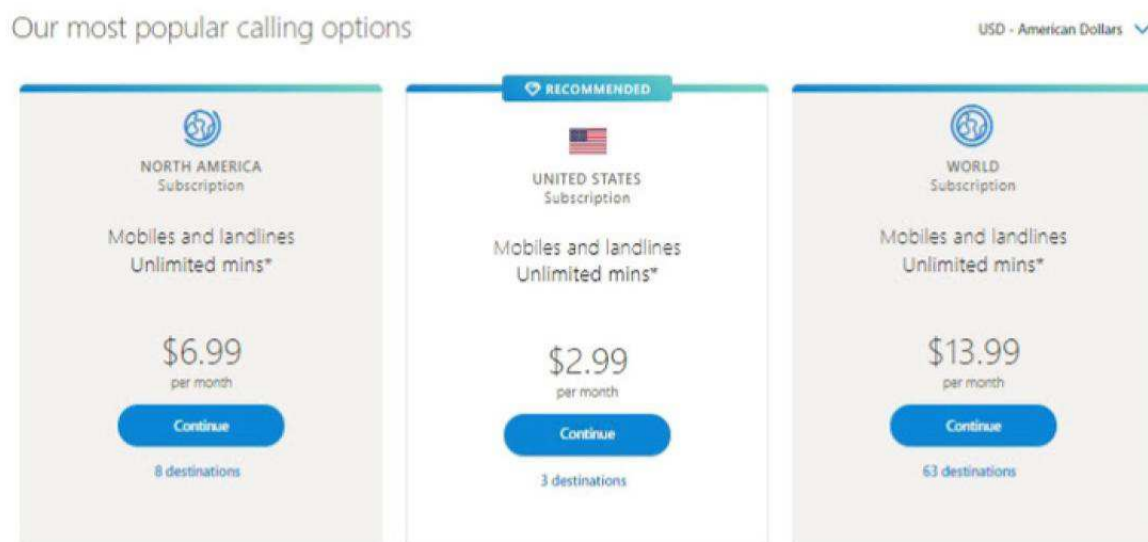 Our most popular calling options
USD - American Dollars
NORTH AMERICA
Subscription
Mobiles and landlines
Unlimited mins*
$6.99
per month
Continue
8 destinations
RECOMMENDED
UNITED STATES
Subscription
Mobiles and landlines
Unlimited mins*
$2.99
per month
Continue
3 destinations
WORLD
Subscription
Mobiles and landlines
Unlimited mins*
$13.99
per month
Continue
63 destinations